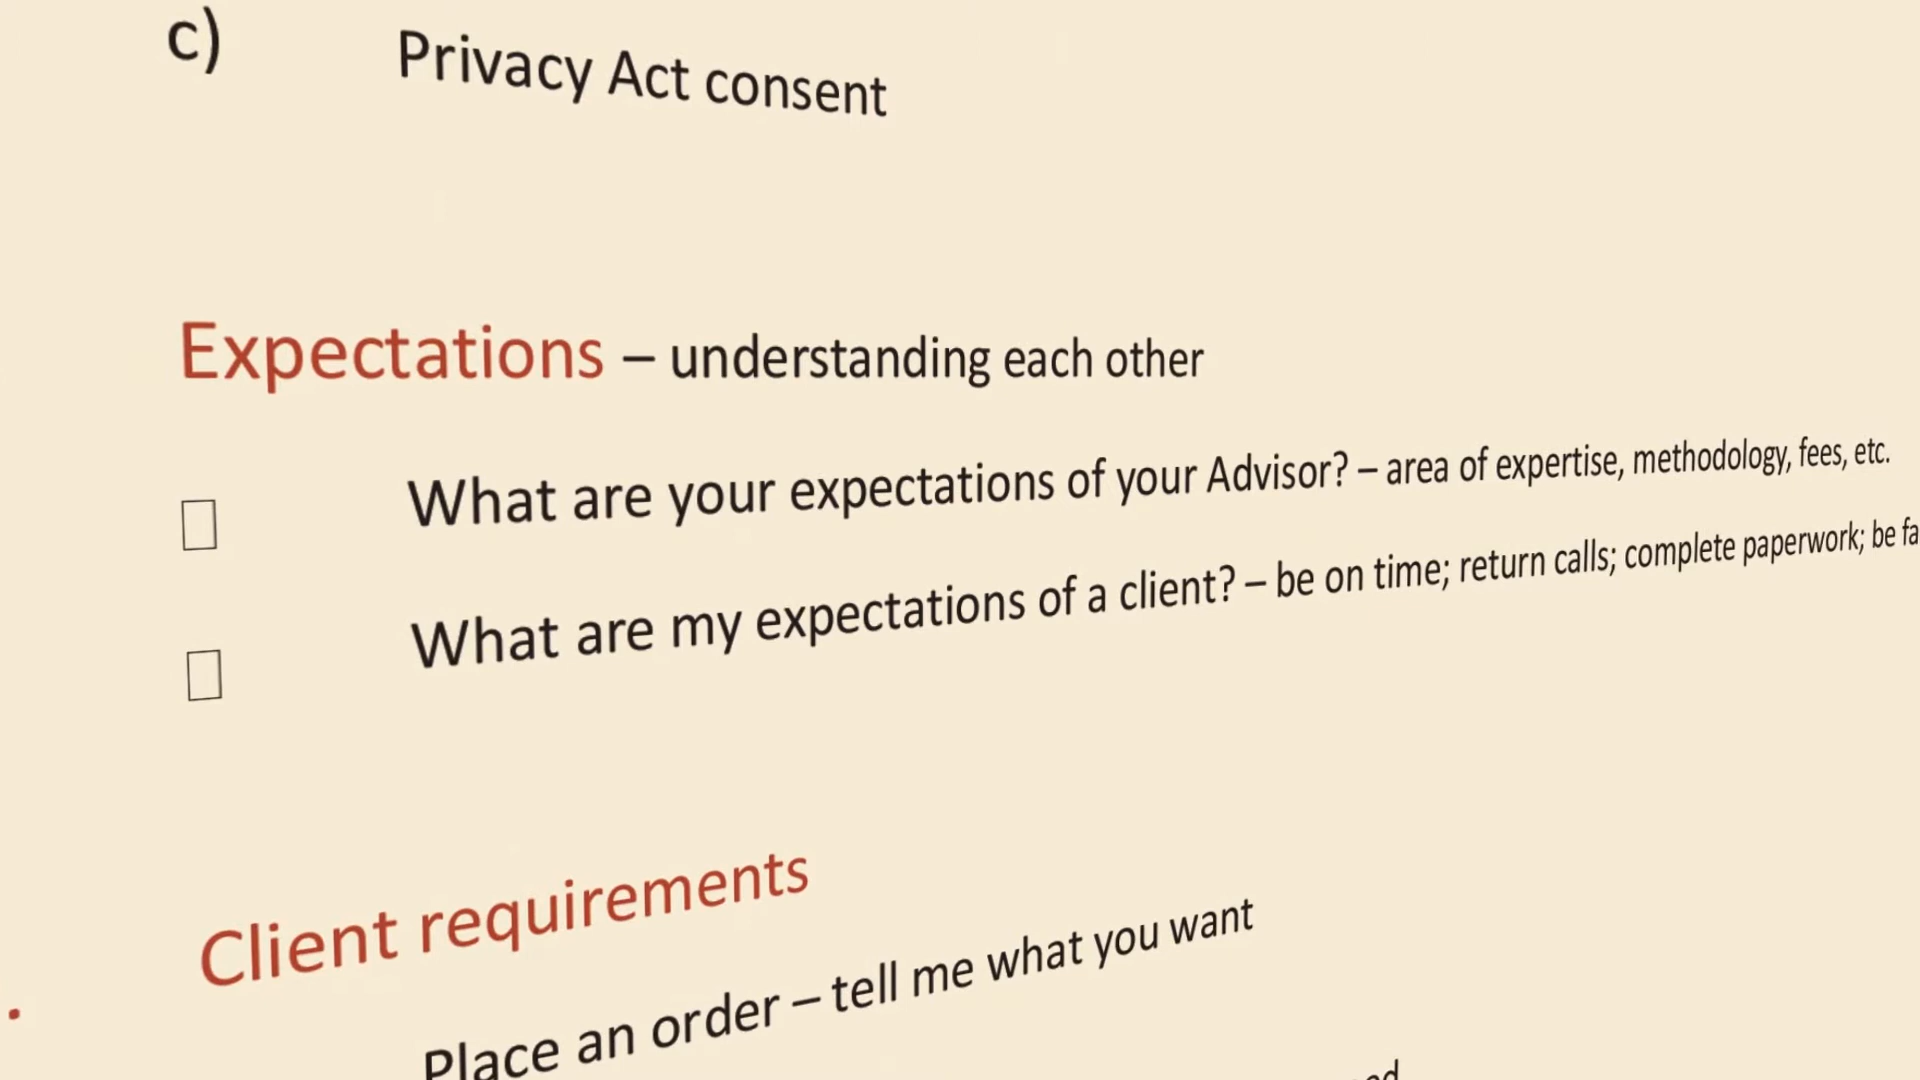 c) Privacy Act consent
Expectations – understanding each other
What are your expectations of your Advisor? – area of expertise, methodology, fees, etc.
What are my expectations of a client? – be on time; return calls; complete paperwork; be
Client requirements
Place an order – tell me what you want